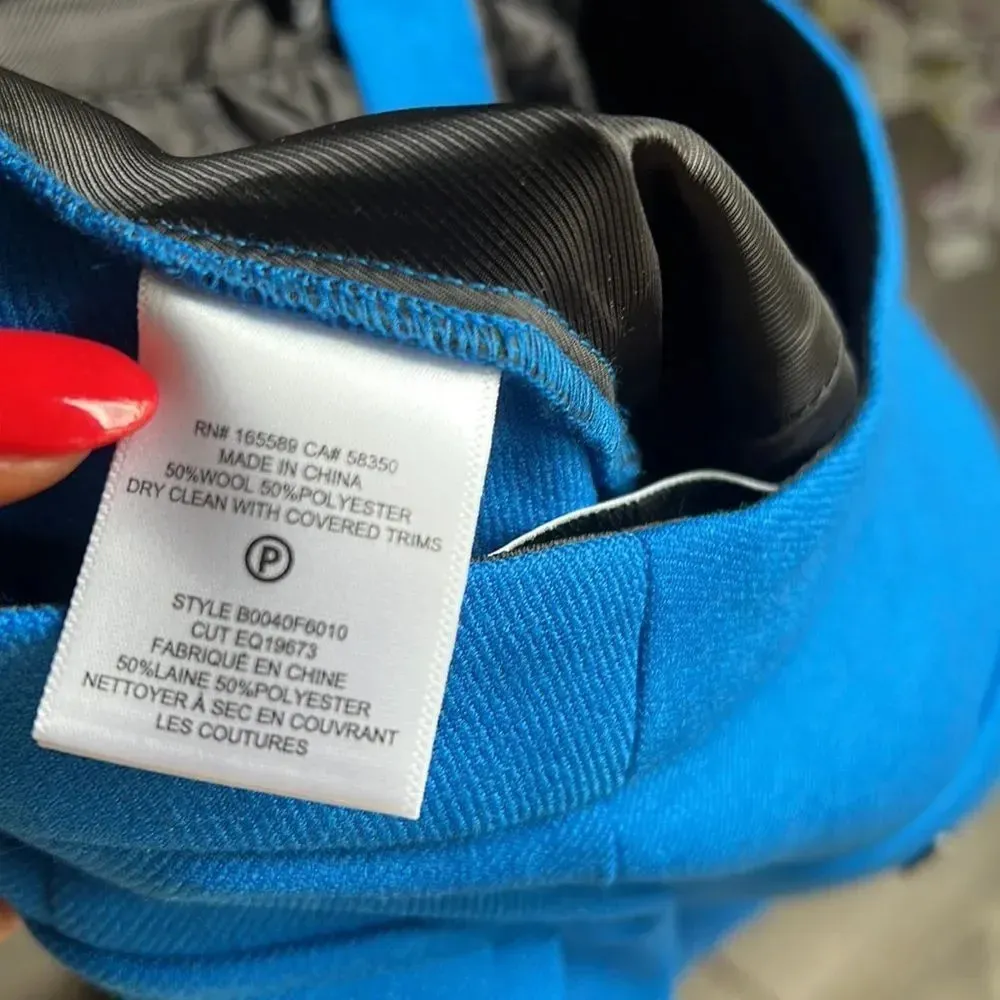 RN# 165589 CA# 58350
MADE IN CHINA
50%WOOL 50%POLYESTER
DRY CLEAN WITH COVERED TRIMS
P
STYLE B0040F6010
CUT EQ19673
FABRIQUÉ EN CHINE
50%LAINE 50%POLYESTER
NETTOYER À SEC EN COUVRANT
LES COUTURES